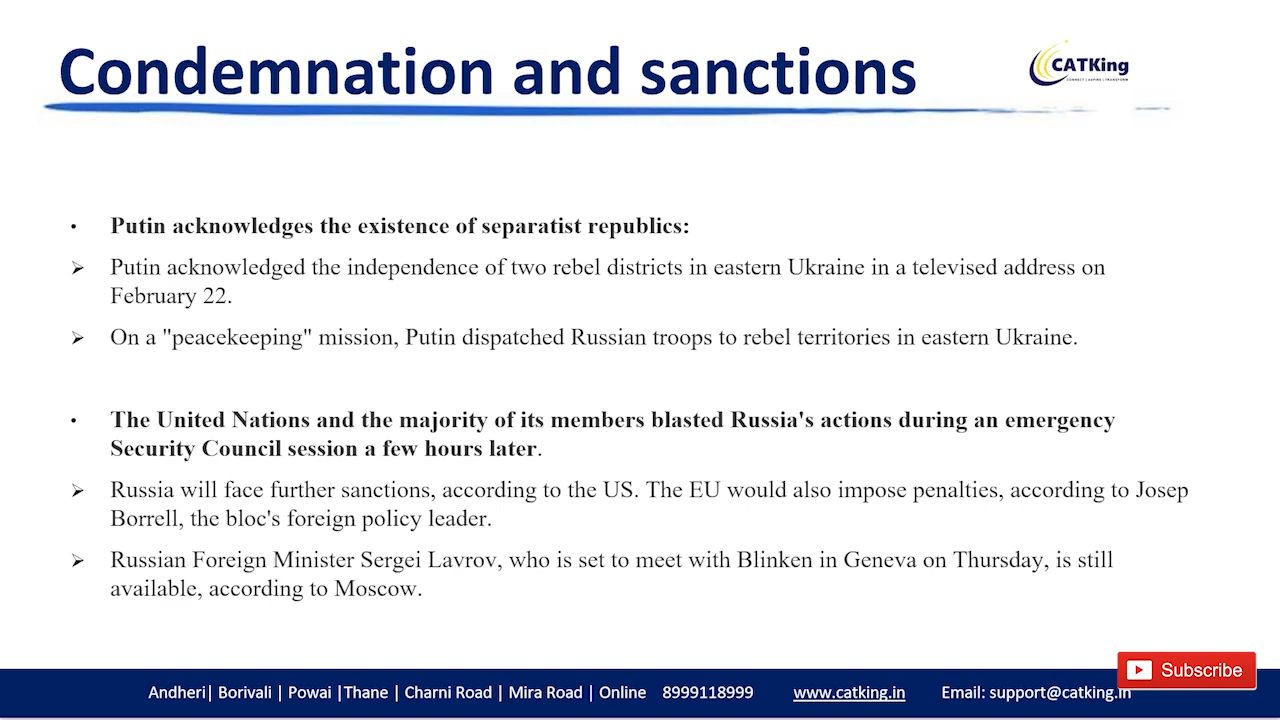 Condemnation and sanctions
CATKing
CONNECT | ASPIRE | TRANSFORM
• Putin acknowledges the existence of separatist republics:
➢ Putin acknowledged the independence of two rebel districts in eastern Ukraine in a televised address on
February 22.
➢ On a "peacekeeping" mission, Putin dispatched Russian troops to rebel territories in eastern Ukraine.
• The United Nations and the majority of its members blasted Russia's actions during an emergency
Security Council session a few hours later.
➢ Russia will face further sanctions, according to the US. The EU would also impose penalties, according to Josep
Borrell, the bloc's foreign policy leader.
➢ Russian Foreign Minister Sergei Lavrov, who is set to meet with Blinken in Geneva on Thursday, is still
available, according to Moscow.
Subscribe
Andheri| Borivali | Powai |Thane | Charni Road | Mira Road | Online 8999118999 www.catking.in Email: support@catking.in